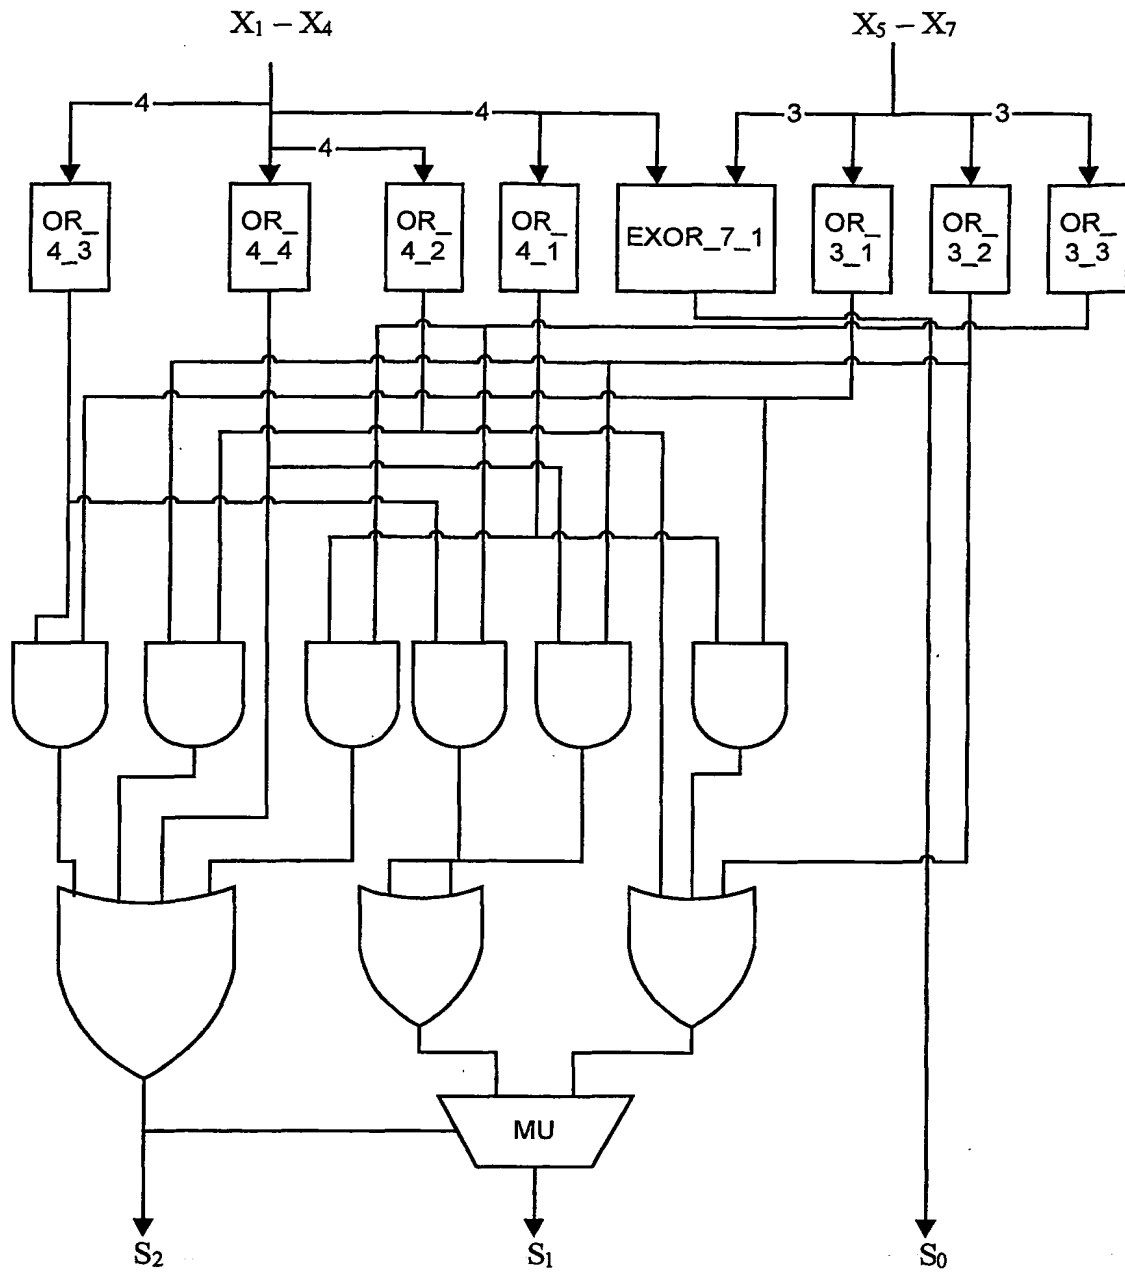 X₁ – X₄
X₅ – X₇
4
4
3
3
4
OR_
4_3
OR_
4_4
OR_
4_2
OR_
4_1
EXOR_7_1
OR_
3_1
OR_
3_2
OR_
3_3
MU
S₂
S₁
S₀